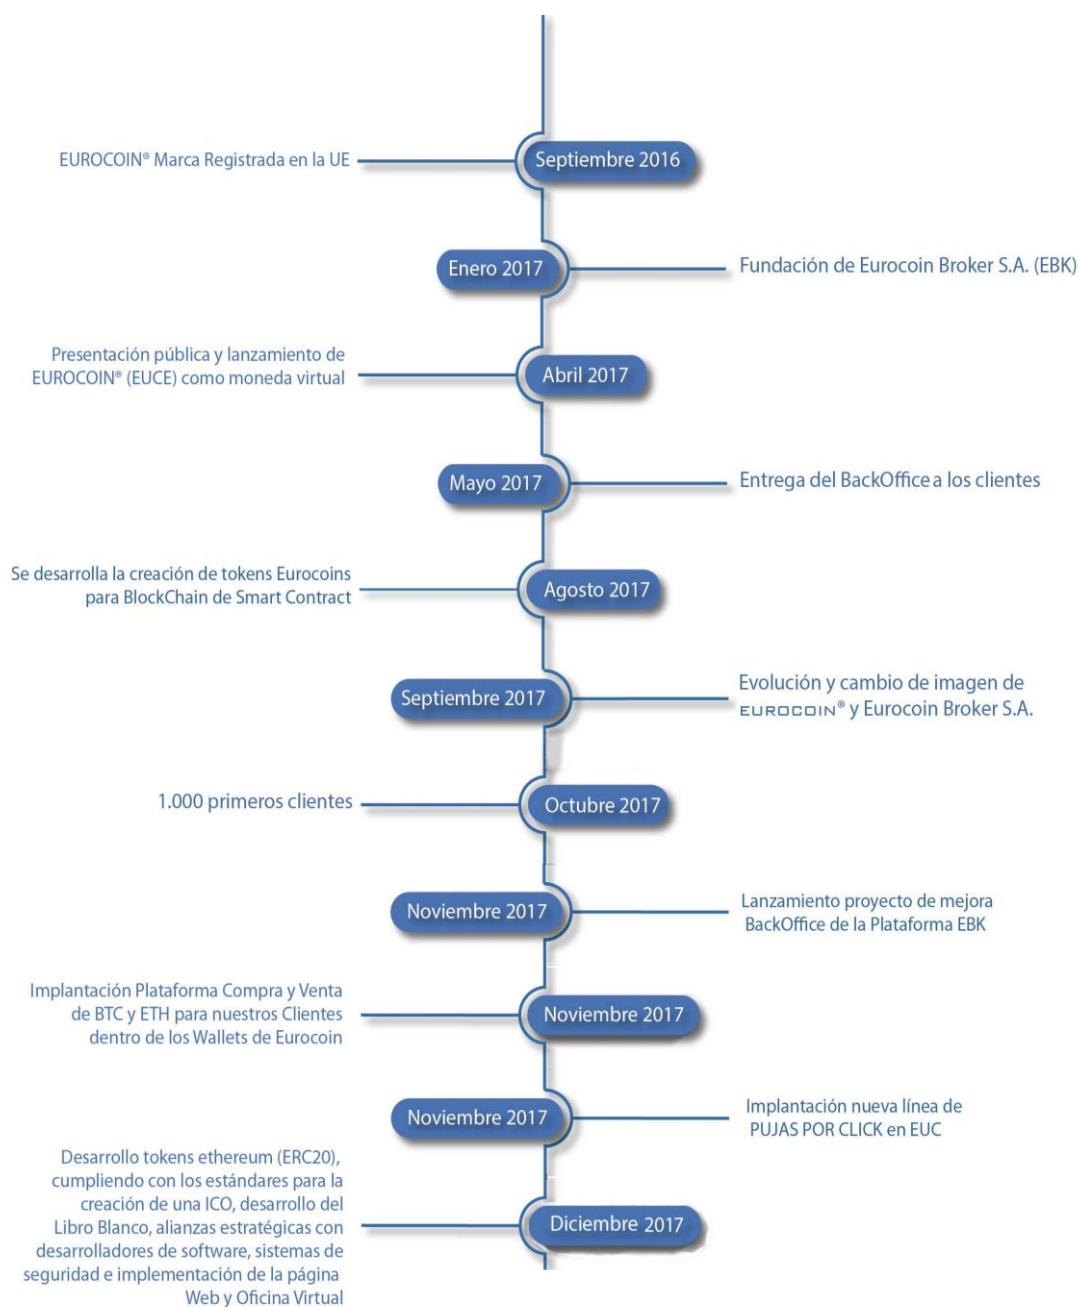 EUROCOIN® Marca Registrada en la UE
Septiembre 2016
Enero 2017
Fundación de Eurocoin Broker S.A. (EBK)
Presentación pública y lanzamiento de
EUROCOIN® (EUCE) como moneda virtual
Abril 2017
Mayo 2017
Entrega del BackOffice a los clientes
Se desarrolla la creación de tokens Eurocoins
para BlockChain de Smart Contract
Agosto 2017
Septiembre 2017
Evolución y cambio de imagen de
EUROCOIN® y Eurocoin Broker S.A.
1.000 primeros clientes
Octubre 2017
Noviembre 2017
Lanzamiento proyecto de mejora
BackOffice de la Plataforma EBK
Implantación Plataforma Compra y Venta
de BTC y ETH para nuestros Clientes
dentro de los Wallets de Eurocoin
Noviembre 2017
Noviembre 2017
Implantación nueva línea de
PUJAS POR CLICK en EUC
Desarrollo tokens ethereum (ERC20),
cumpliendo con los estándares para la
creación de una ICO, desarrollo del
Libro Blanco, alianzas estratégicas con
desarrolladores de software, sistemas de
seguridad e implementación de la página
Web y Oficina Virtual
Diciembre 2017